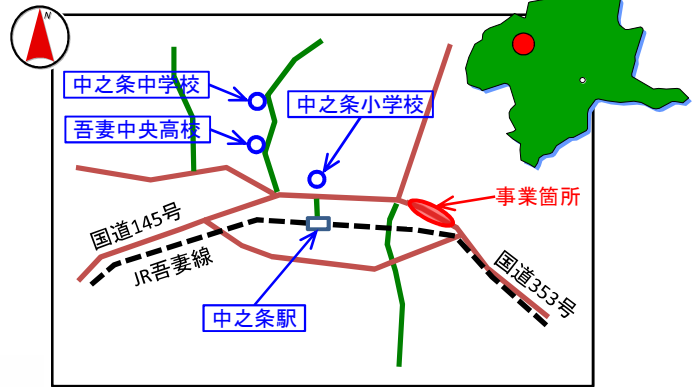 N
中之条中学校
中之条小学校
吾妻中央高校
事業箇所
国道145号
JR吾妻線
国道353号
中之条駅